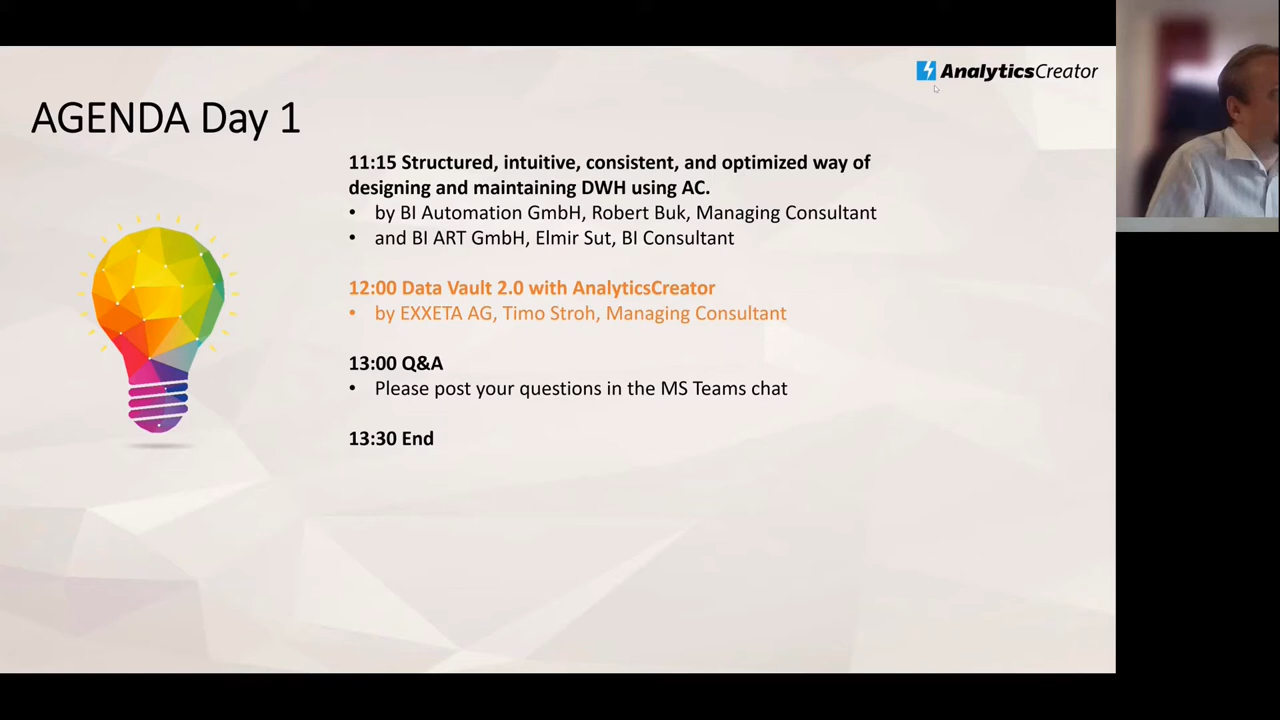 AnalyticsCreator
AGENDA Day 1
11:15 Structured, intuitive, consistent, and optimized way of
designing and maintaining DWH using AC.
• by BI Automation GmbH, Robert Buk, Managing Consultant
• and BI ART GmbH, Elmir Sut, BI Consultant
12:00 Data Vault 2.0 with AnalyticsCreator
• by EXXETA AG, Timo Stroh, Managing Consultant
13:00 Q&A
• Please post your questions in the MS Teams chat
13:30 End